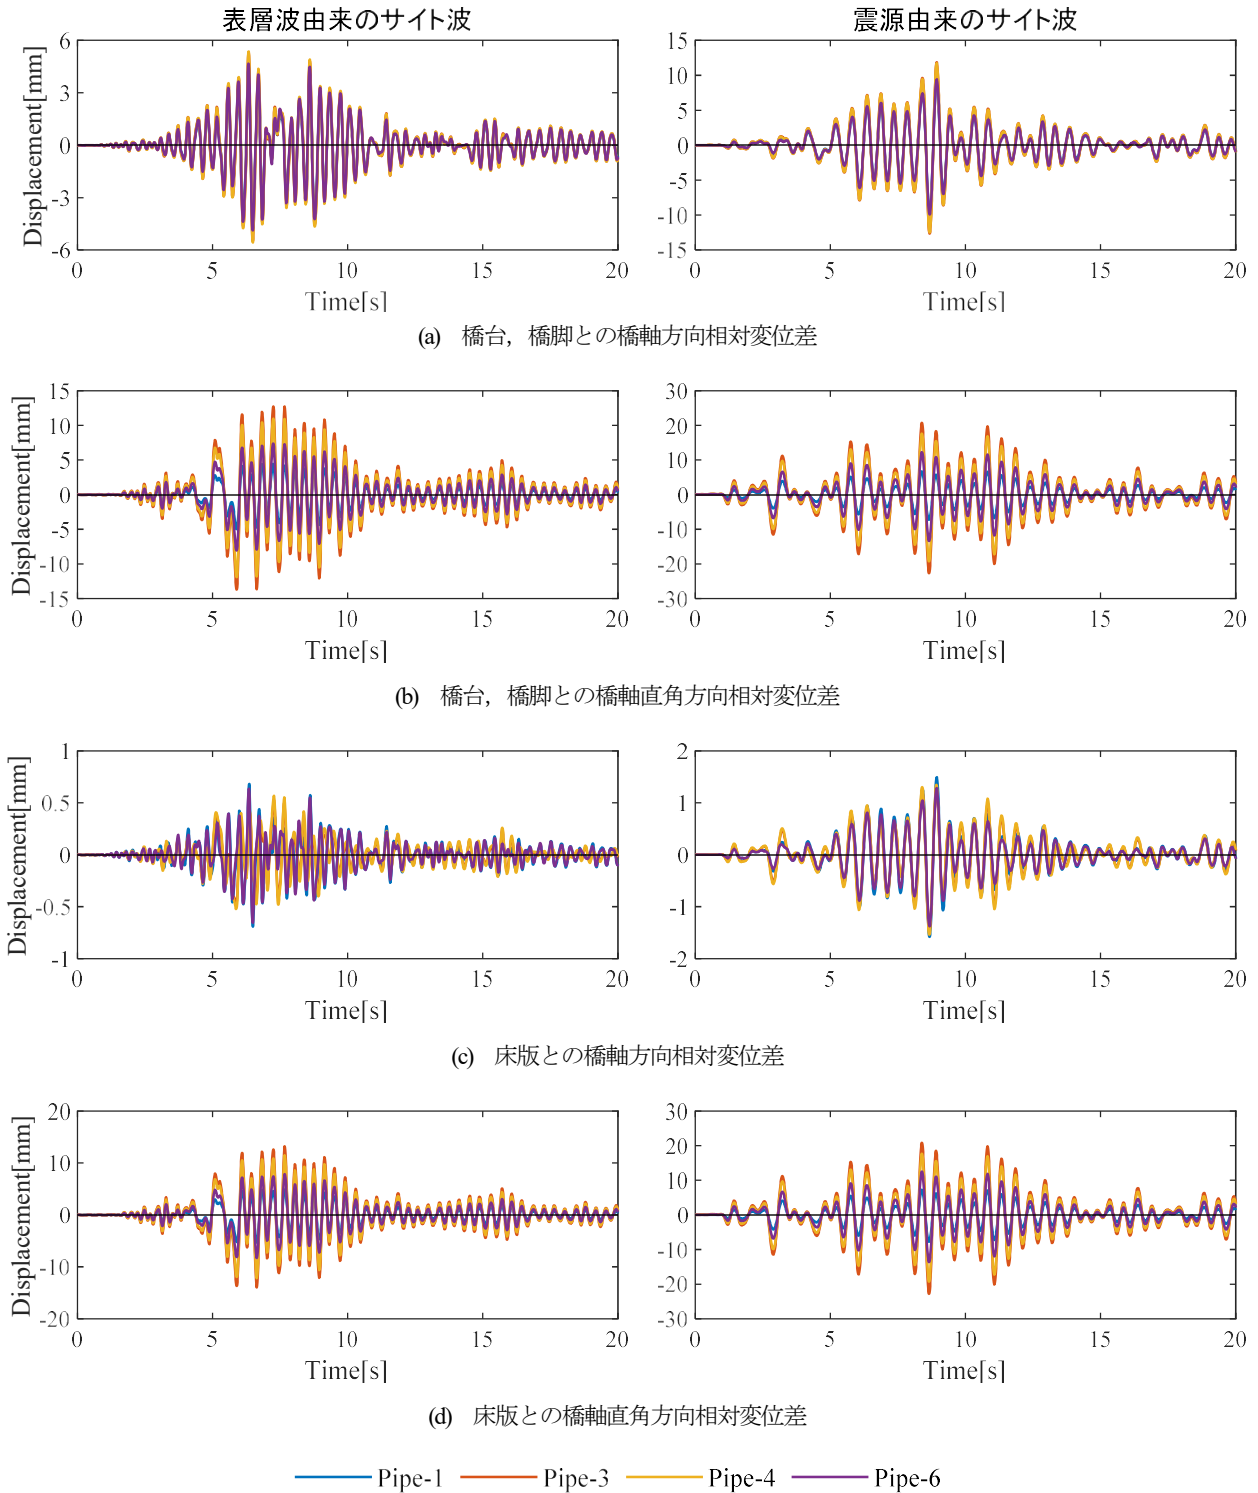 表層波由来のサイト波
震源由来のサイト波
Displacement[mm]
6
3
0
-3
-6
0 5 10 15 20
Time[s]
15
10
5
0
-5
-10
-15
0 5 10 15 20
Time[s]
(a) 橋台，橋脚との橋軸方向相対変位差
Displacement[mm]
15
10
5
0
-5
-10
-15
0 5 10 15 20
Time[s]
30
20
10
0
-10
-20
-30
0 5 10 15 20
Time[s]
(b) 橋台，橋脚との橋軸直角方向相対変位差
Displacement[mm]
1
0.5
0
-0.5
-1
0 5 10 15 20
Time[s]
2
1
0
-1
-2
0 5 10 15 20
Time[s]
(c) 床版との橋軸方向相対変位差
Displacement[mm]
20
10
0
-10
-20
0 5 10 15 20
Time[s]
30
20
10
0
-10
-20
-30
0 5 10 15 20
Time[s]
(d) 床版との橋軸直角方向相対変位差
Pipe-1 Pipe-3 Pipe-4 Pipe-6